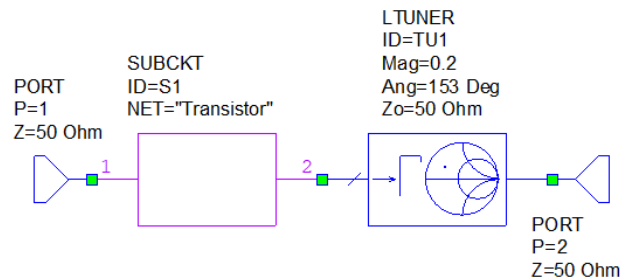 LTUNER
ID=TU1
Mag=0.2
Ang=153 Deg
Zo=50 Ohm
SUBCKT
ID=S1
NET="Transistor"
PORT
P=1
Z=50 Ohm
1
2
PORT
P=2
Z=50 Ohm